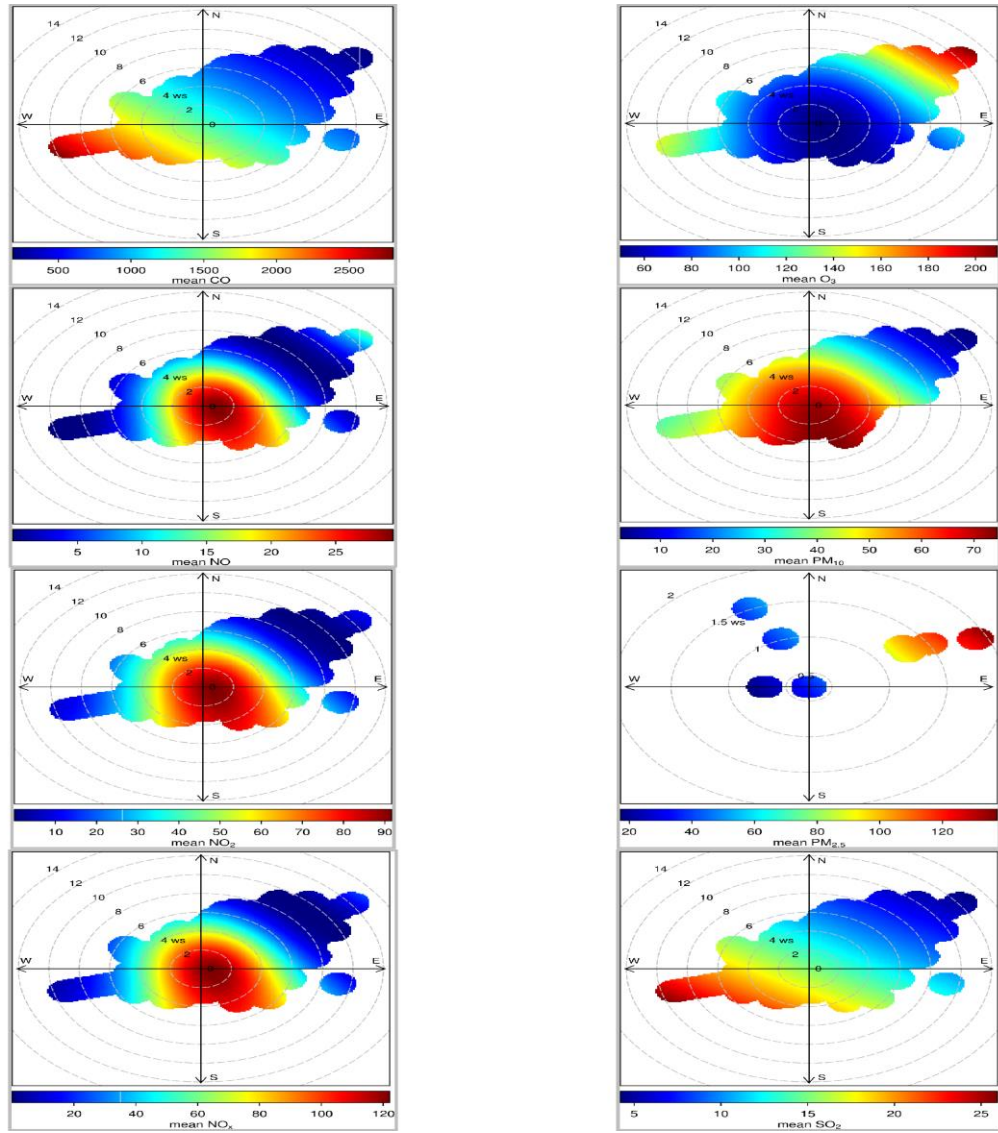 14
12
10
8
6
4 ws
2
0
N
W
E
S
500 1000 1500 2000 2500
mean CO
14
12
10
8
6
4 ws
0
N
W
E
S
60 80 100 120 140 160 180 200
mean O₃
14
12
10
8
6
4 ws
2
0
N
W
E
S
5 10 15 20 25
mean NO
14
12
10
8
6
4 ws
2
0
N
W
E
S
10 20 30 40 50 60 70
mean PM₁₀
14
12
10
8
6
4 ws
2
0
N
W
E
S
10 20 30 40 50 60 70 80 90
mean NO₂
2
1.5 ws
1
N
W
E
S
20 40 60 80 100 120
mean PM₂.₅
14
12
10
8
6
4 ws
2
0
N
W
E
S
20 40 60 80 100 120
mean NOₓ
14
12
10
8
6
4 ws
2
0
N
W
E
S
5 10 15 20 25
mean SO₂